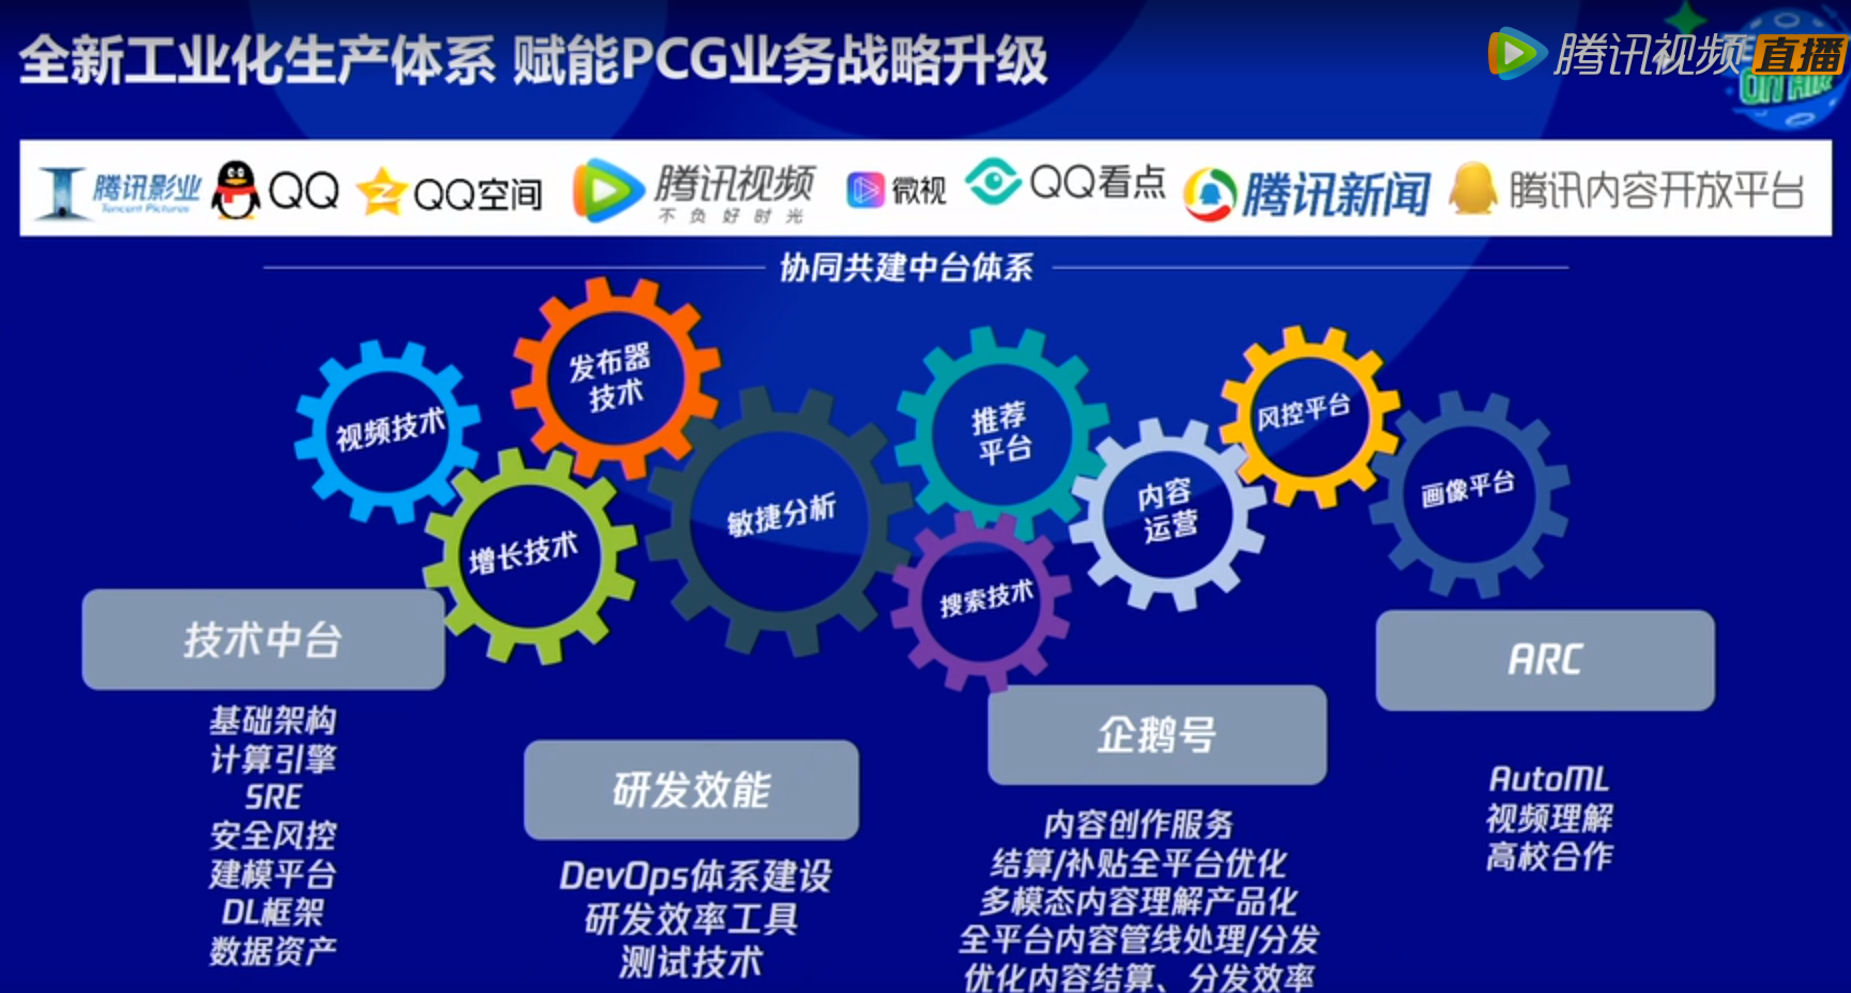 全新工业化生产体系 赋能PCG业务战略升级
腾讯视频 直播
ON AIR
腾讯影业
Tencent Pictures
QQ
QQ空间
腾讯视频
不负好时光
微视
QQ看点
腾讯新闻
腾讯内容开放平台
协同共建中台体系
视频技术
发布器
技术
增长技术
敏捷分析
推荐
平台
搜索技术
内容
运营
风控平台
画像平台
技术中台
基础架构
计算引擎
SRE
安全风控
建模平台
DL框架
数据资产
研发效能
DevOps体系建设
研发效率工具
测试技术
企鹅号
内容创作服务
结算/补贴全平台优化
多模态内容理解产品化
全平台内容管线处理/分发
优化内容结算、分发效率
ARC
AutoML
视频理解
高校合作